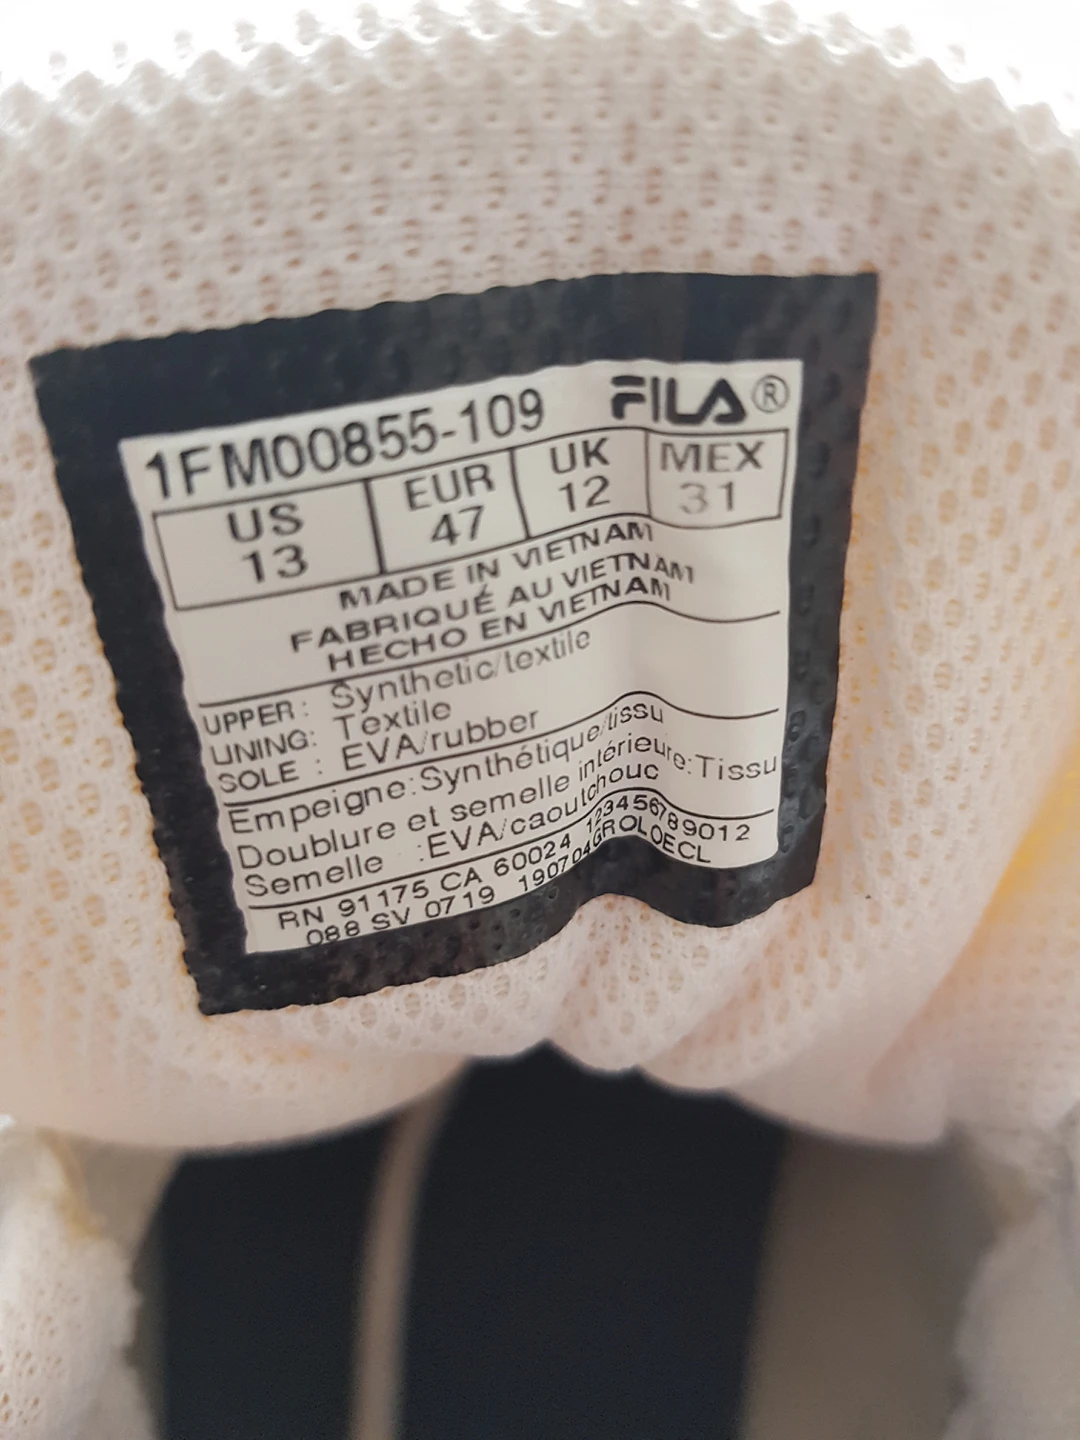 1FM00855-109 FILA®
US EUR UK MEX
13 47 12 31
MADE IN VIETNAM
FABRIQUÉ AU VIETNAM
HECHO EN VIETNAM
UPPER: Synthetic/textile
LINING: Textile
SOLE : EVA/rubber
Empeigne:Synthétique/tissu
Doublure et semelle intérieure:Tissu
Semelle :EVA/caoutchouc
RN 91175 CA 60024 123456789012
088 SV 0719 190704GROLOECL